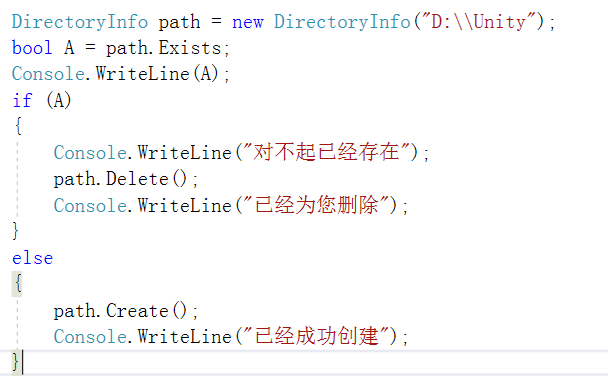 DirectoryInfo path = new DirectoryInfo("D:\\Unity");
bool A = path.Exists;
Console.WriteLine(A);
if (A)
{
    Console.WriteLine("对不起已经存在");
    path.Delete();
    Console.WriteLine("已经为您删除");
}
else
{
    path.Create();
    Console.WriteLine("已经成功创建");
}